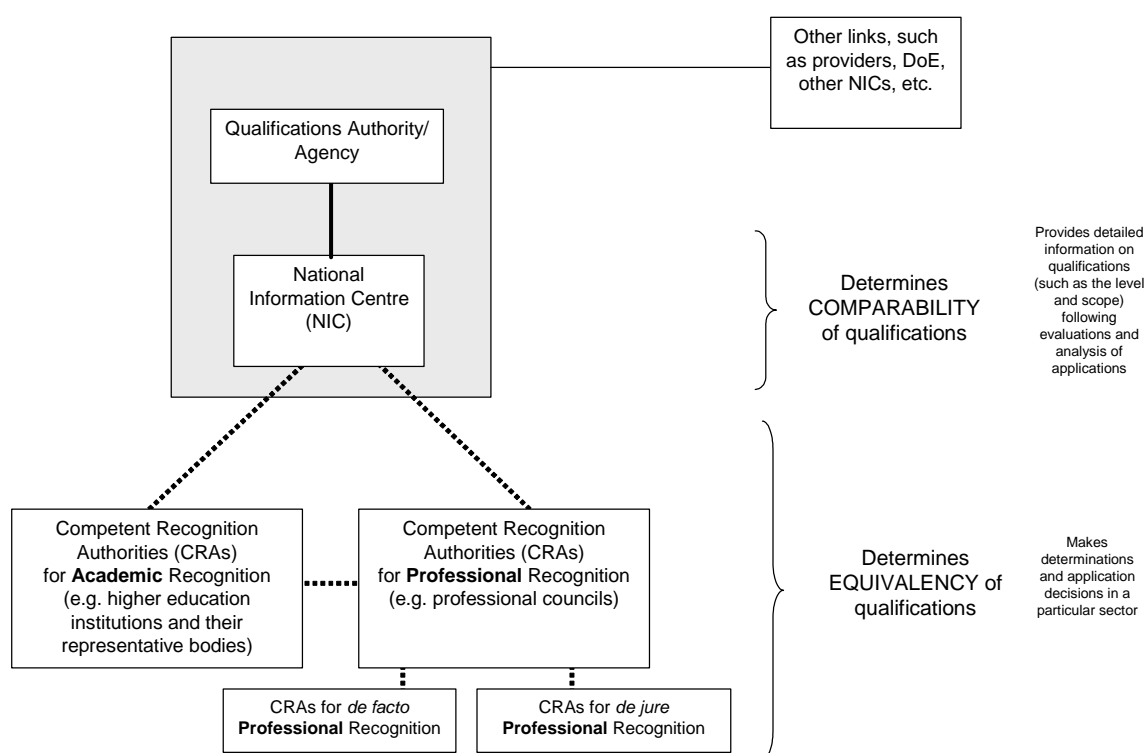 Other links, such
as providers, DoE,
other NICs, etc.
Qualifications Authority/
Agency
National
Information Centre
(NIC)
Determines
COMPARABILITY
of qualifications
Provides detailed
information on
qualifications
(such as the level
and scope)
following
evaluations and
analysis of
applications
Competent Recognition
Authorities (CRAs)
for Academic Recognition
(e.g. higher education
institutions and their
representative bodies)
Competent Recognition
Authorities (CRAs)
for Professional Recognition
(e.g. professional councils)
Determines
EQUIVALENCY of
qualifications
Makes
determinations
and application
decisions in a
particular sector
CRAs for de facto
Professional Recognition
CRAs for de jure
Professional Recognition